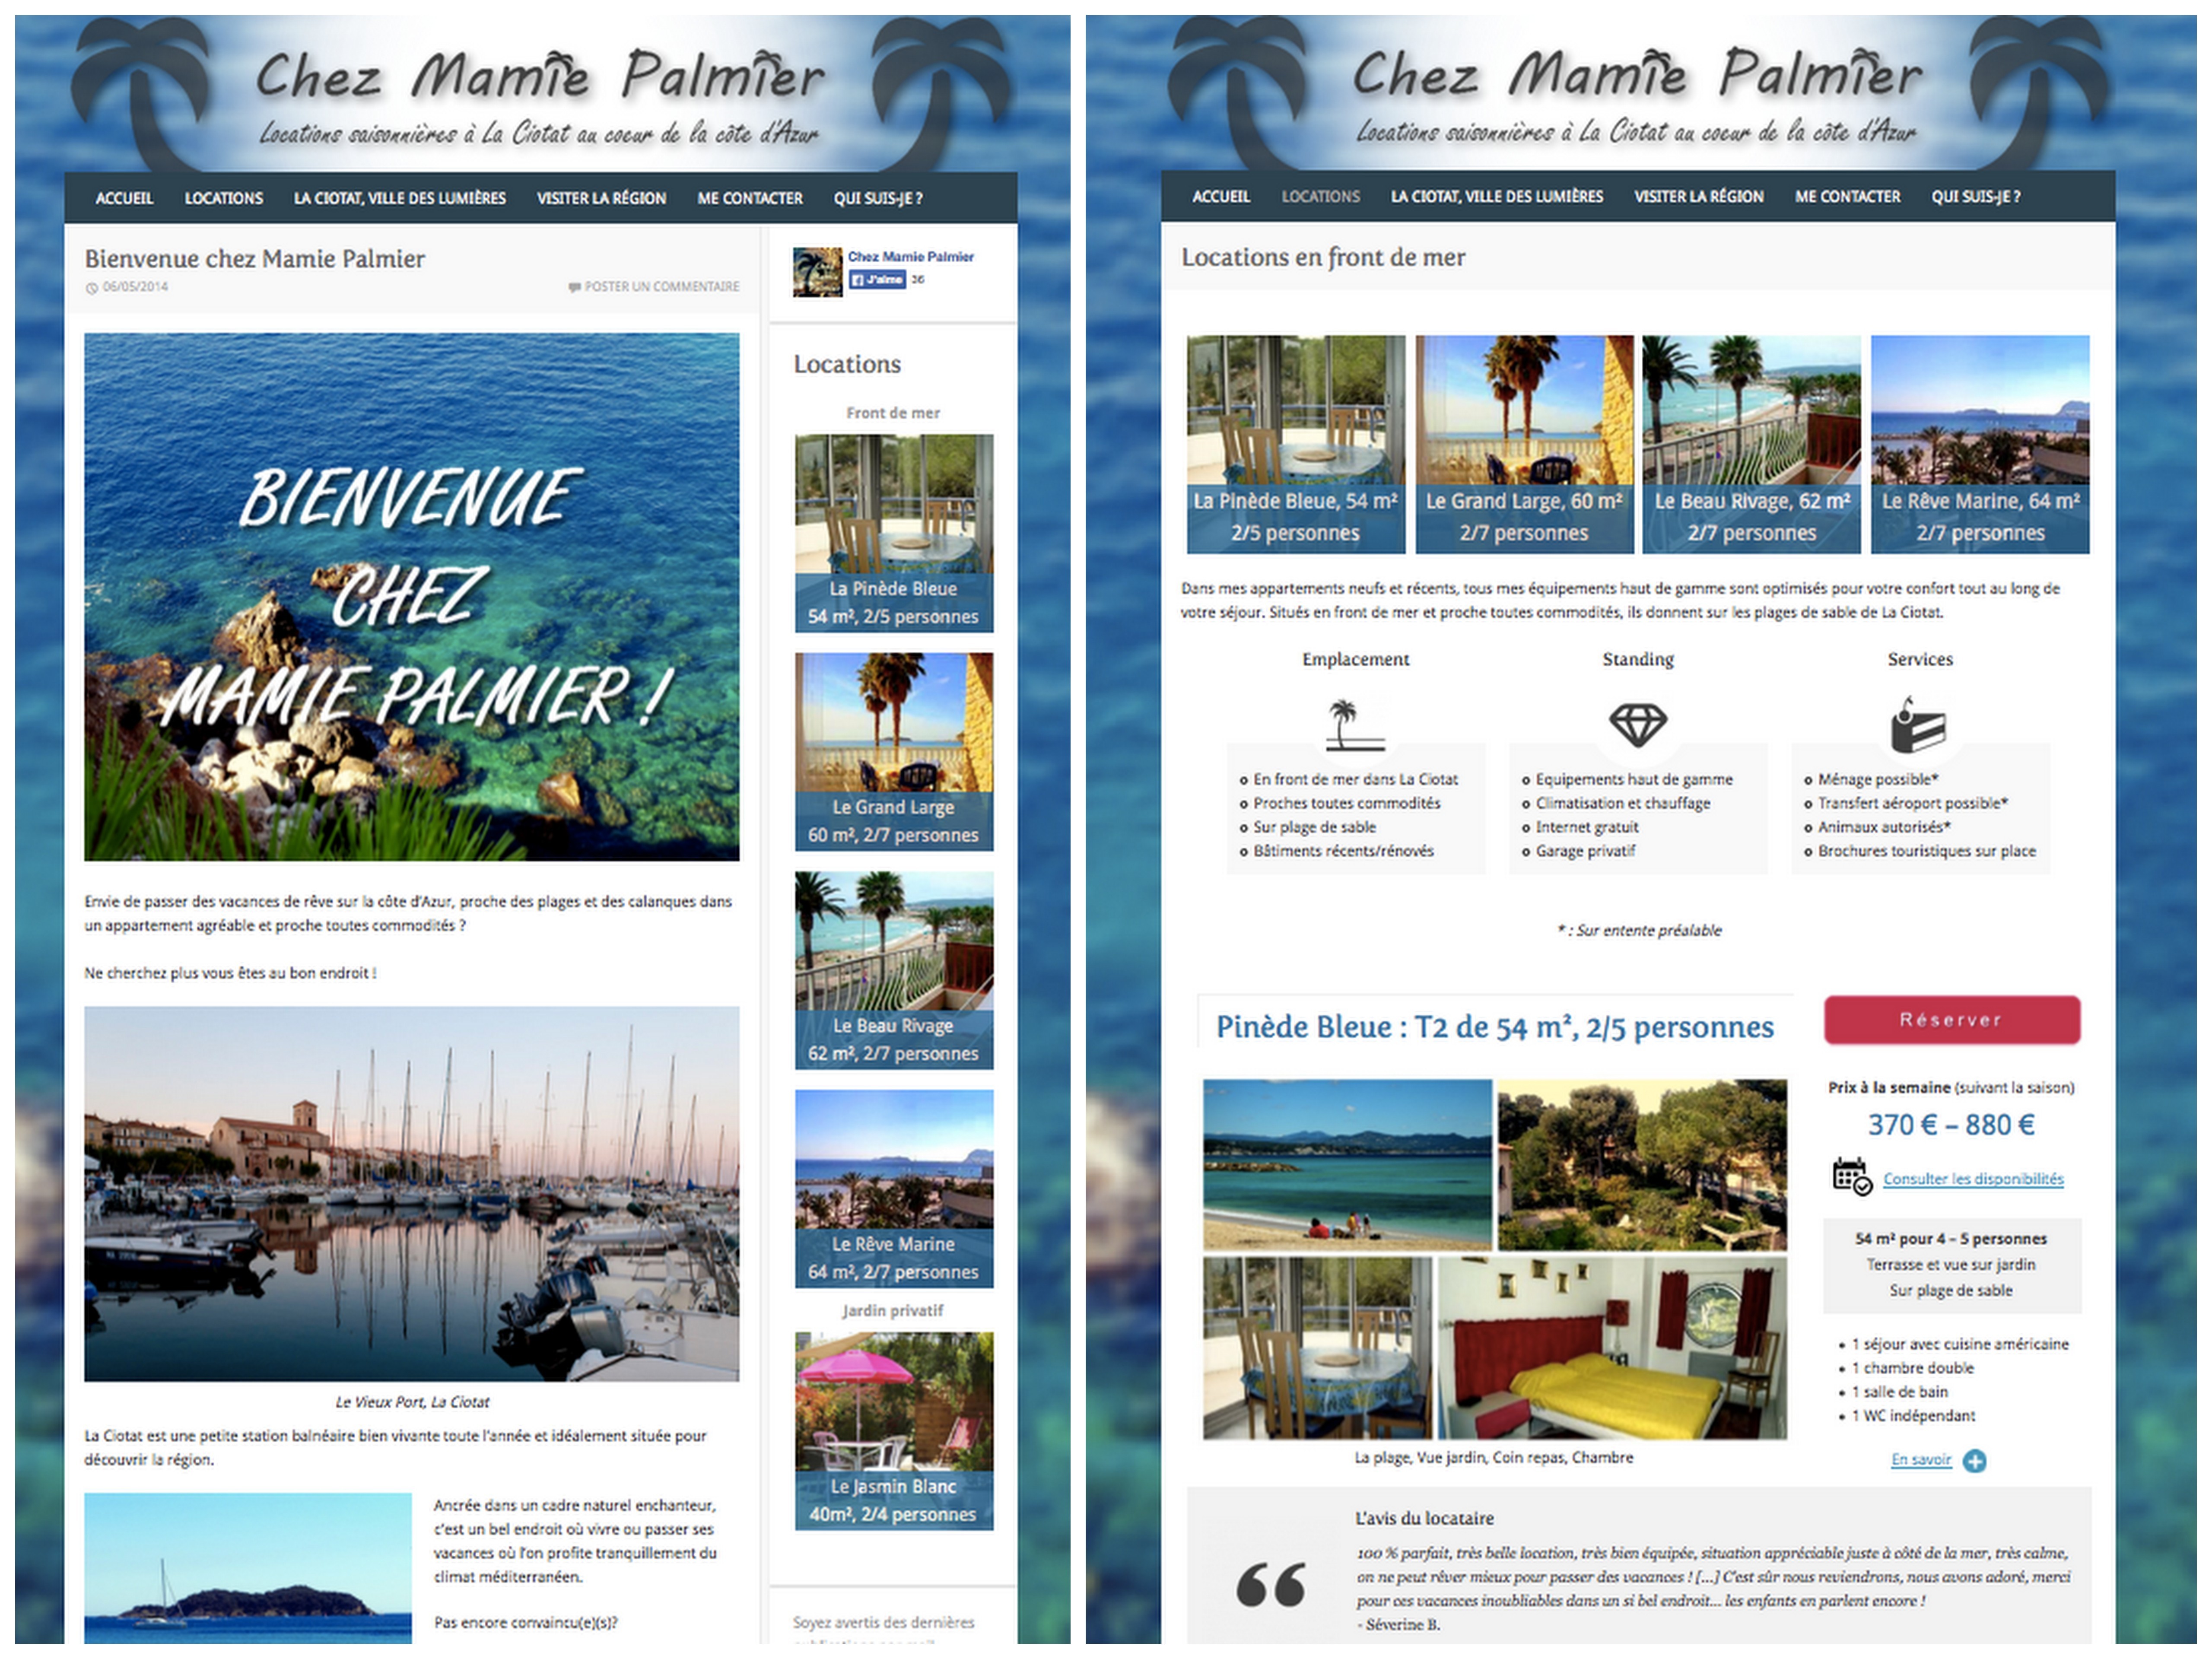 Chez Mamie Palmier
Locations saisonnières à La Ciotat au coeur de la côte d'Azur
ACCUEIL LOCATIONS LA CIOTAT, VILLE DES LUMIÈRES VISITER LA RÉGION ME CONTACTER QUI SUIS-JE ?
Bienvenue chez Mamie Palmier
06/05/2014 POSTER UN COMMENTAIRE
BIENVENUE
CHEZ
MAMIE PALMIER !
Envie de passer des vacances de rêve sur la côte d'Azur, proche des plages et des calanques dans
un appartement agréable et proche toutes commodités ?
Ne cherchez plus vous êtes au bon endroit !
Le Vieux Port, La Ciotat
La Ciotat est une petite station balnéaire bien vivante toute l'année et idéalement située pour
découvrir la région.
Ancrée dans un cadre naturel enchanteur,
c'est un bel endroit où vivre ou passer ses
vacances où l'on profite tranquillement du
climat méditerranéen.
Pas encore convaincu(e)(s)?
Chez Mamie Palmier
J'aime 36
Locations
Front de mer
La Pinède Bleue
54 m², 2/5 personnes
Le Grand Large
60 m², 2/7 personnes
Le Beau Rivage
62 m², 2/7 personnes
Le Rêve Marine
64 m², 2/7 personnes
Jardin privatif
Le Jasmin Blanc
40m², 2/4 personnes
Soyez avertis des dernières
Chez Mamie Palmier
Locations saisonnières à La Ciotat au coeur de la côte d'Azur
ACCUEIL LOCATIONS LA CIOTAT, VILLE DES LUMIÈRES VISITER LA RÉGION ME CONTACTER QUI SUIS-JE ?
Locations en front de mer
La Pinède Bleue, 54 m²
2/5 personnes
Le Grand Large, 60 m²
2/7 personnes
Le Beau Rivage, 62 m²
2/7 personnes
Le Rêve Marine, 64 m²
2/7 personnes
Dans mes appartements neufs et récents, tous mes équipements haut de gamme sont optimisés pour votre confort tout au long de
votre séjour. Situés en front de mer et proche toutes commodités, ils donnent sur les plages de sable de La Ciotat.
Emplacement
En front de mer dans La Ciotat
Proches toutes commodités
Sur plage de sable
Bâtiments récents/rénovés
Standing
Equipements haut de gamme
Climatisation et chauffage
Internet gratuit
Garage privatif
Services
Ménage possible*
Transfert aéroport possible*
Animaux autorisés*
Brochures touristiques sur place
* : Sur entente préalable
Pinède Bleue : T2 de 54 m², 2/5 personnes
La plage, Vue jardin, Coin repas, Chambre
Réserver
Prix à la semaine (suivant la saison)
370 € – 880 €
Consulter les disponibilités
54 m² pour 4 – 5 personnes
Terrasse et vue sur jardin
Sur plage de sable
• 1 séjour avec cuisine américaine
• 1 chambre double
• 1 salle de bain
• 1 WC indépendant
En savoir
L'avis du locataire
100 % parfait, très belle location, très bien équipée, situation appréciable juste à côté de la mer, très calme,
on ne peut rêver mieux pour passer des vacances ! [...] C'est sûr nous reviendrons, nous avons adoré, merci
pour ces vacances inoubliables dans un si bel endroit... les enfants en parlent encore !
- Séverine B.